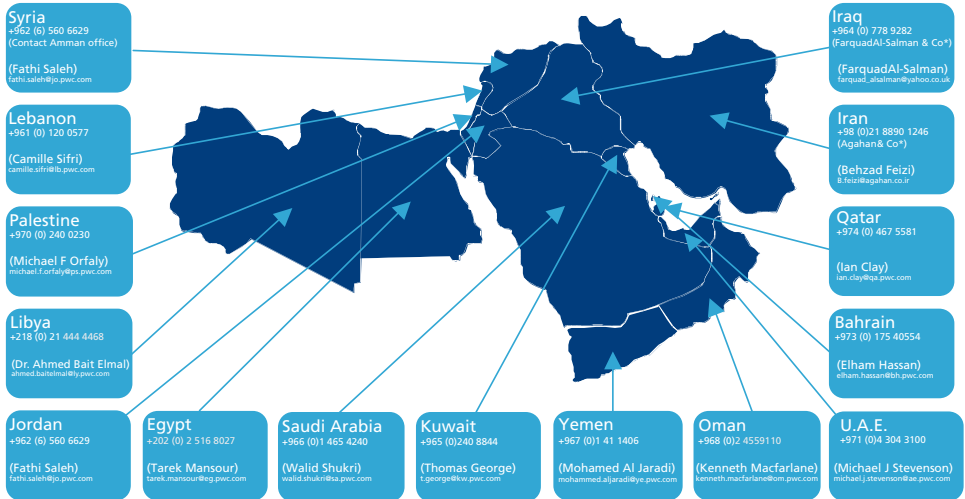 Syria
+962 (6) 560 6629
(Contact Amman office)
(Fathi Saleh)
fathi.saleh@jo.pwc.com
Lebanon
+961 (0) 120 0577
(Camille Sifri)
camille.sifri@lb.pwc.com
Palestine
+970 (0) 240 0230
(Michael F Orfaly)
michael.f.orfaly@ps.pwc.com
Libya
+218 (0) 21 444 4468
(Dr. Ahmed Bait Elmal)
ahmed.baitelmal@ly.pwc.com
Jordan
+962 (6) 560 6629
(Fathi Saleh)
fathi.saleh@jo.pwc.com
Egypt
+202 (0) 2 516 8027
(Tarek Mansour)
tarek.mansour@eg.pwc.com
Saudi Arabia
+966 (0)1 465 4240
(Walid Shukri)
walid.shukri@sa.pwc.com
Kuwait
+965 (0)240 8844
(Thomas George)
t.george@kw.pwc.com
Yemen
+967 (0)1 41 1406
(Mohamed Al Jaradi)
mohammed.aljaradi@ye.pwc.com
Oman
+968 (0)2 4559110
(Kenneth Macfarlane)
kenneth.macfarlane@om.pwc.com
U.A.E.
+971 (0)4 304 3100
(Michael J Stevenson)
michael.j.stevenson@ae.pwc.com
Iraq
+964 (0) 778 9282
(FarquadAl-Salman & Co*)
(FarquadAl-Salman)
farquad_alsalman@yahoo.co.uk
Iran
+98 (0)21 8890 1246
(Agahan& Co*)
(Behzad Feizi)
B.feizi@agahan.co.ir
Qatar
+974 (0) 467 5581
(Ian Clay)
ian.clay@qa.pwc.com
Bahrain
+973 (0) 175 40554
(Elham Hassan)
elham.hassan@bh.pwc.com